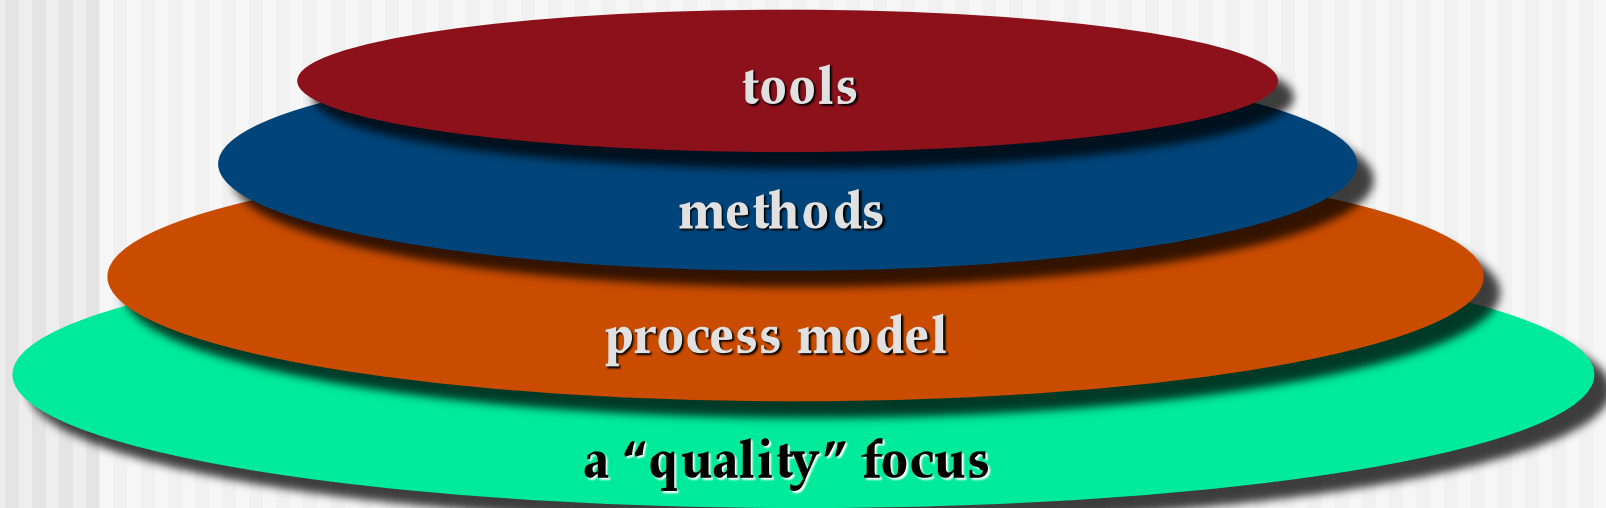 tools
methods
process model
a “quality” focus